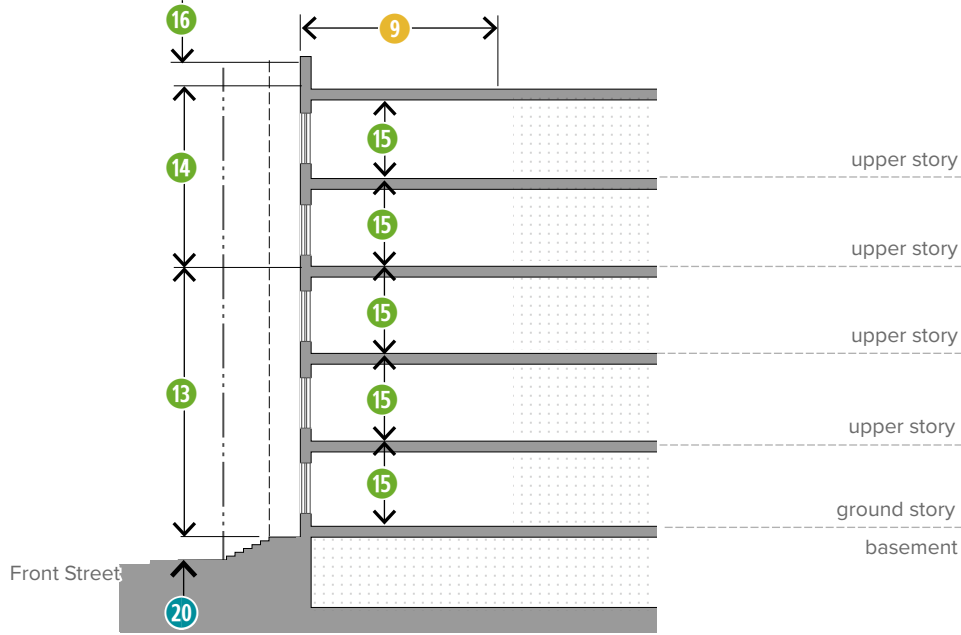 16
9
15
upper story
14
15
upper story
15
upper story
13
15
upper story
15
ground story
basement
Front Street
20